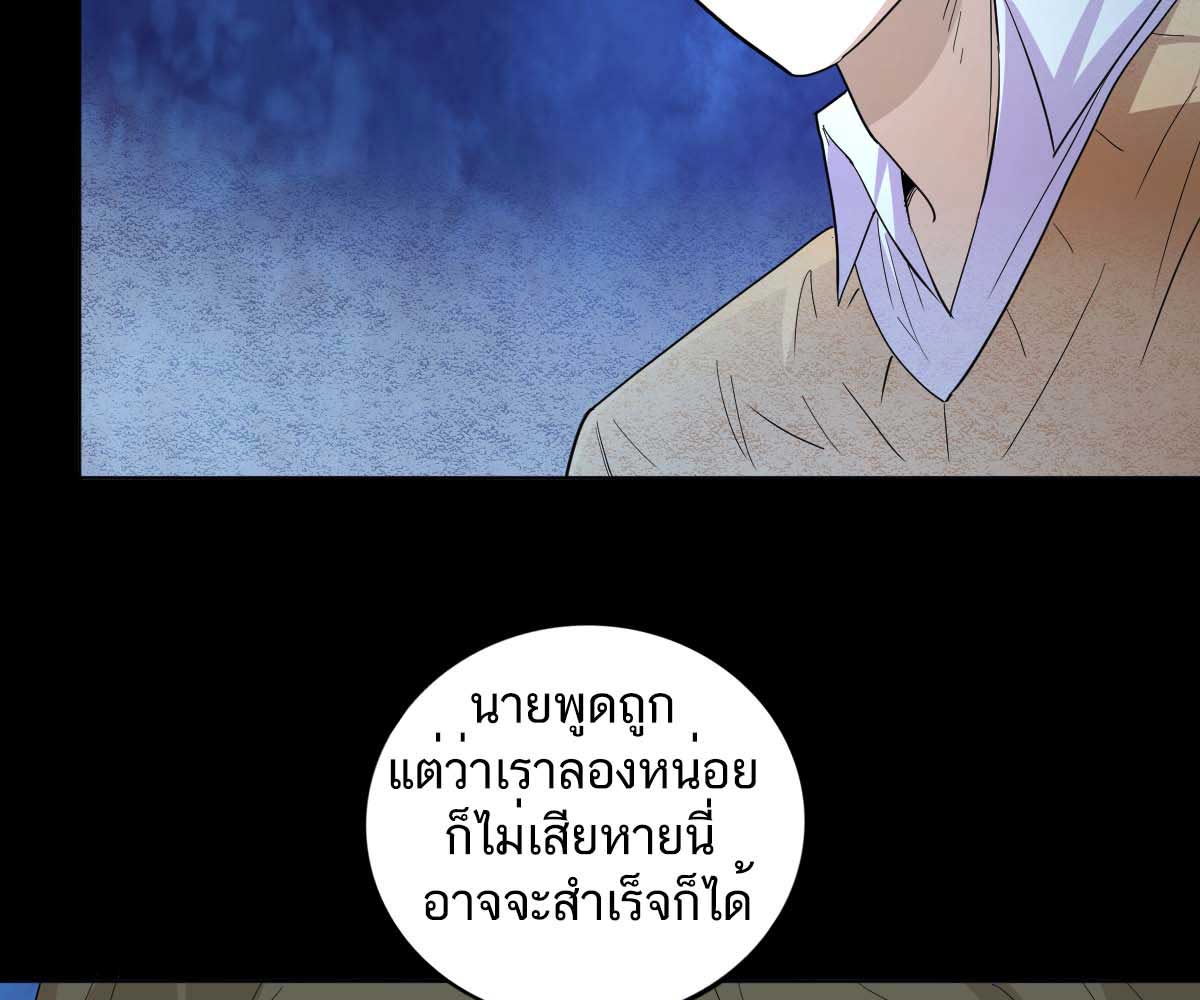 นายพูดถูก
แต่ว่าเราลองหน่อย
ก็ไม่เสียหายนี่
อาจจะสำเร็จก็ได้